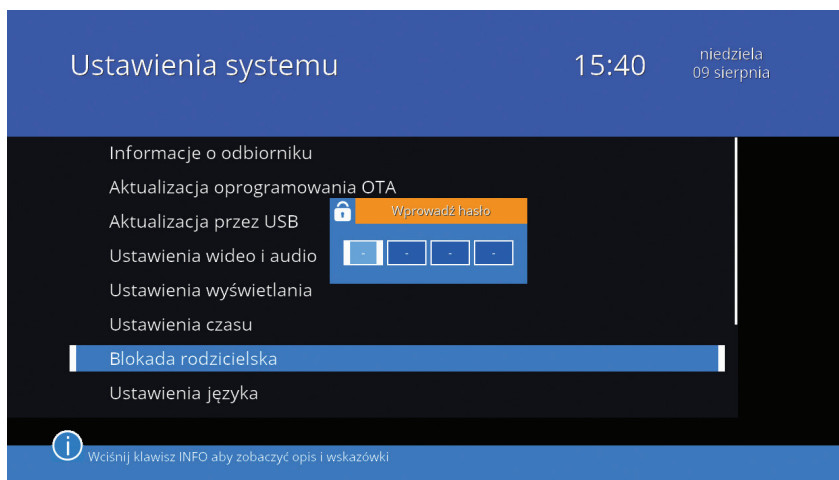 Ustawienia systemu
15:40
niedziela
09 sierpnia
Informacje o odbiorniku
Aktualizacja oprogramowania OTA
Aktualizacja przez USB
Wprowadź hasło
- - - -
Ustawienia wideo i audio
Ustawienia wyświetlania
Ustawienia czasu
Blokada rodzicielska
Ustawienia języka
i
Wciśnij klawisz INFO aby zobaczyć opis i wskazówki